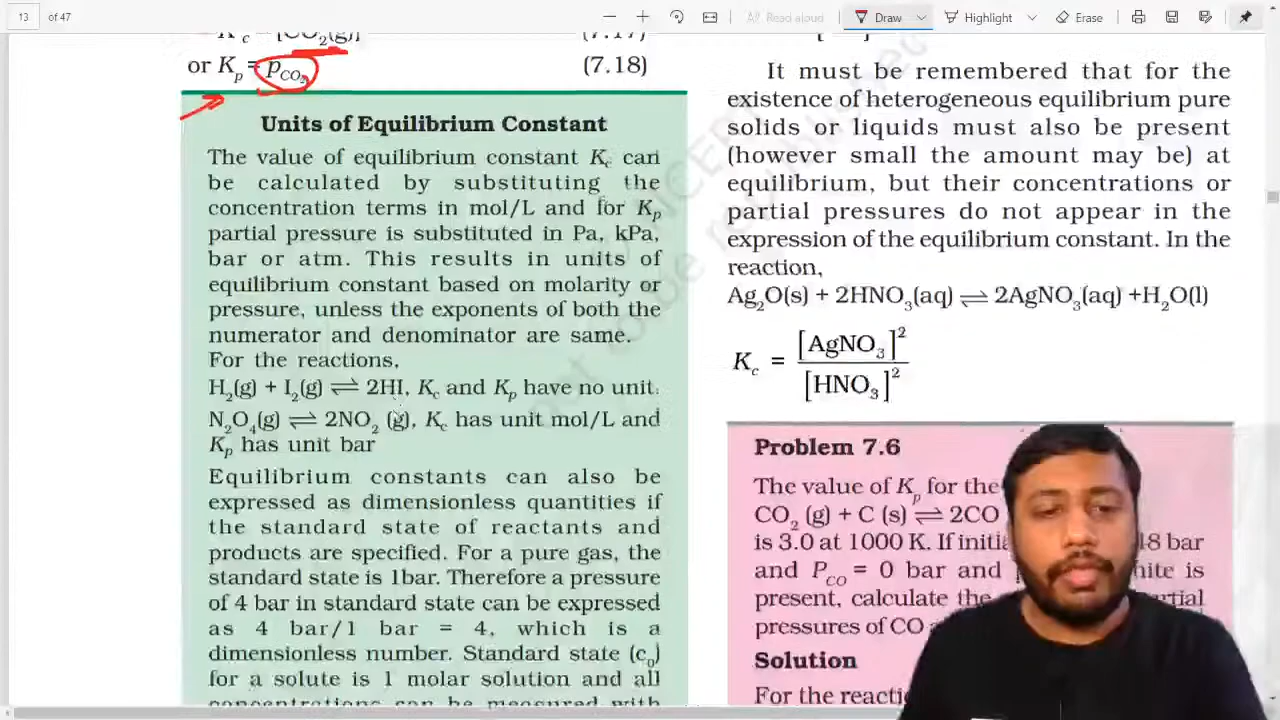 13 of 47
Read aloud
Draw
Highlight
Erase
(7.17)
or Kp = pCO2 (7.18)
Units of Equilibrium Constant
The value of equilibrium constant Kc can
be calculated by substituting the
concentration terms in mol/L and for Kp
partial pressure is substituted in Pa, kPa,
bar or atm. This results in units of
equilibrium constant based on molarity or
pressure, unless the exponents of both the
numerator and denominator are same.
For the reactions,
H2(g) + I2(g) ⇌ 2HI, Kc and Kp have no unit.
N2O4(g) ⇌ 2NO2 (g), Kc has unit mol/L and
Kp has unit bar
Equilibrium constants can also be
expressed as dimensionless quantities if
the standard state of reactants and
products are specified. For a pure gas, the
standard state is 1bar. Therefore a pressure
of 4 bar in standard state can be expressed
as 4 bar/1 bar = 4, which is a
dimensionless number. Standard state (c0)
for a solute is 1 molar solution and all
concentrations can be measured with
It must be remembered that for the
existence of heterogeneous equilibrium pure
solids or liquids must also be present
(however small the amount may be) at
equilibrium, but their concentrations or
partial pressures do not appear in the
expression of the equilibrium constant. In the
reaction,
Ag2O(s) + 2HNO3(aq) ⇌ 2AgNO3(aq) +H2O(l)
Kc = [AgNO3]2 / [HNO3]2
Problem 7.6
The value of Kp for the
CO2 (g) + C (s) ⇌ 2CO
is 3.0 at 1000 K. If bar
and PCO = 0 bar and is
present, calculate the
pressures of CO
Solution
For the